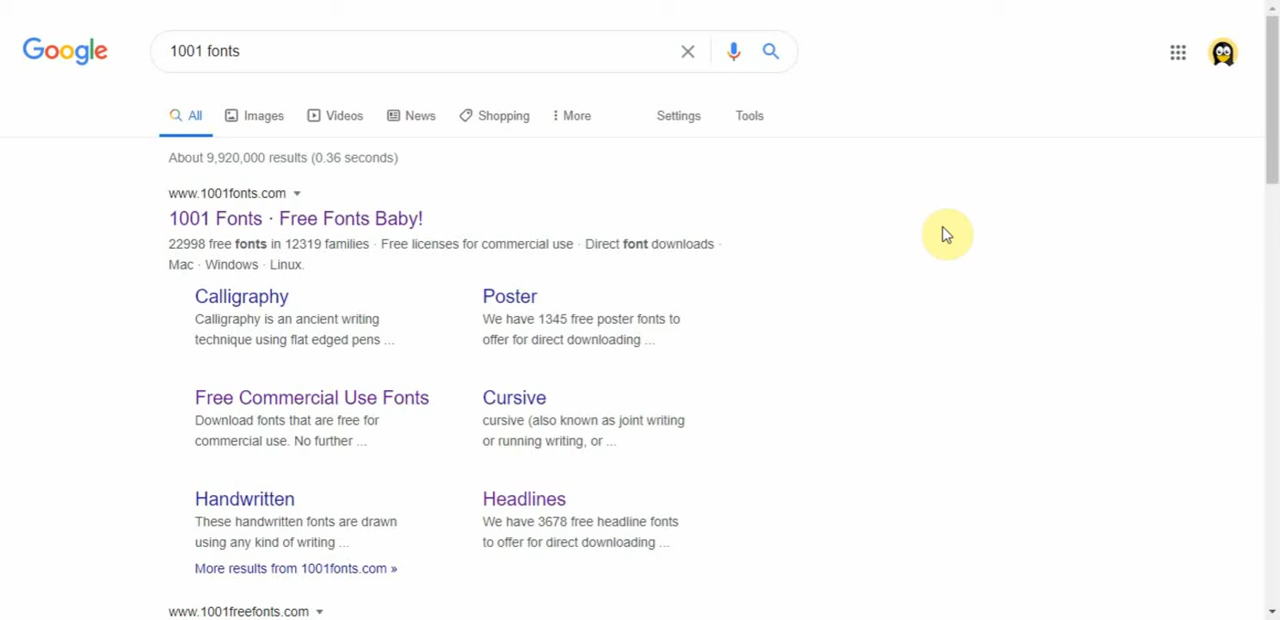 Google
1001 fonts
All Images Videos News Shopping More Settings Tools
About 9,920,000 results (0.36 seconds)
www.1001fonts.com
1001 Fonts · Free Fonts Baby!
22998 free fonts in 12319 families · Free licenses for commercial use · Direct font downloads ·
Mac · Windows · Linux.
Calligraphy
Calligraphy is an ancient writing
technique using flat edged pens ...
Poster
We have 1345 free poster fonts to
offer for direct downloading ...
Free Commercial Use Fonts
Download fonts that are free for
commercial use. No further ...
Cursive
cursive (also known as joint writing
or running writing, or ...
Handwritten
These handwritten fonts are drawn
using any kind of writing ...
Headlines
We have 3678 free headline fonts
to offer for direct downloading ...
More results from 1001fonts.com »
www.1001freefonts.com